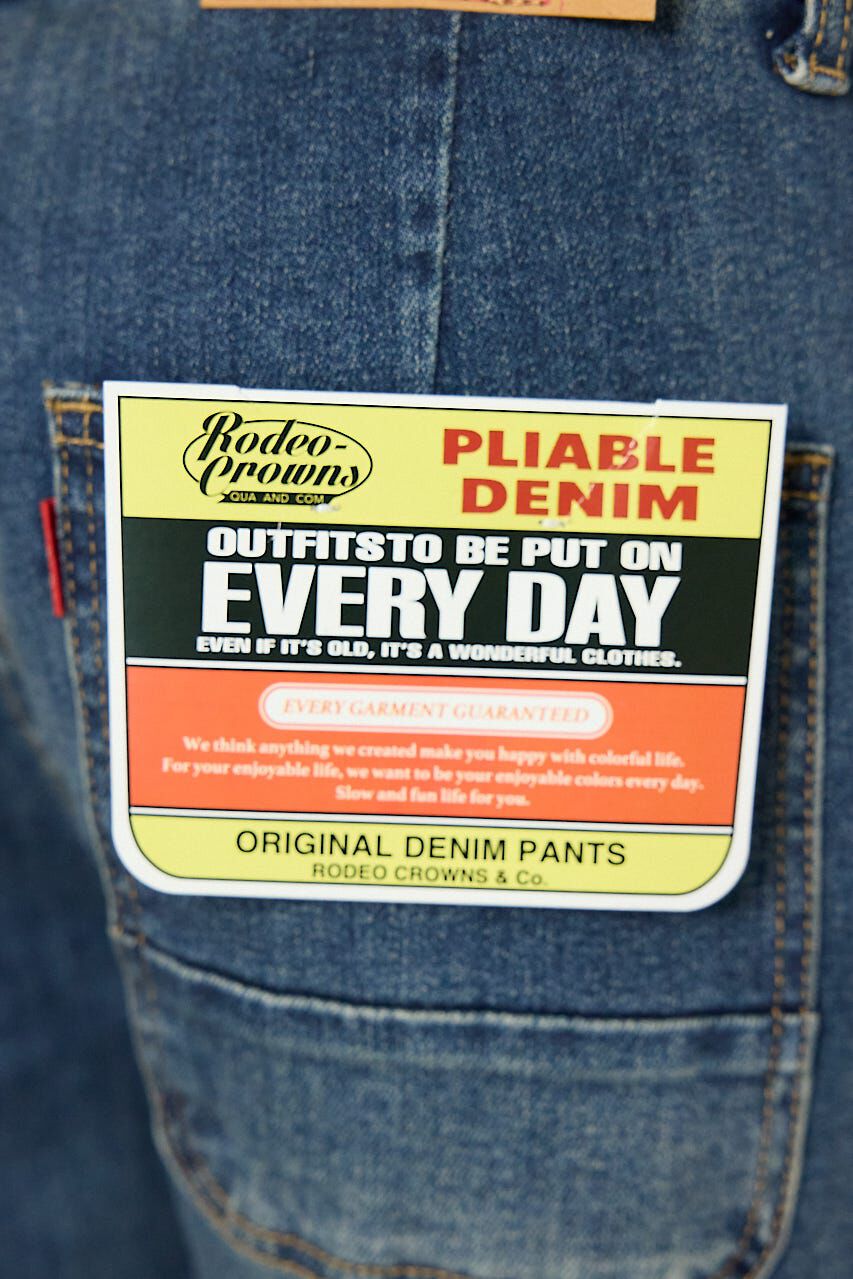 Rodeo-
Crowns
QUA AND COM
PLIABLE
DENIM
OUTFITS TO BE PUT ON
EVERY DAY
EVEN IF IT'S OLD, IT'S A WONDERFUL CLOTHES.
EVERY GARMENT GUARANTEED
We think anything we created make you happy with colorful life.
For your enjoyable life, we want to be your enjoyable colors every day.
Slow and fun life for you.
ORIGINAL DENIM PANTS
RODEO CROWNS & Co.